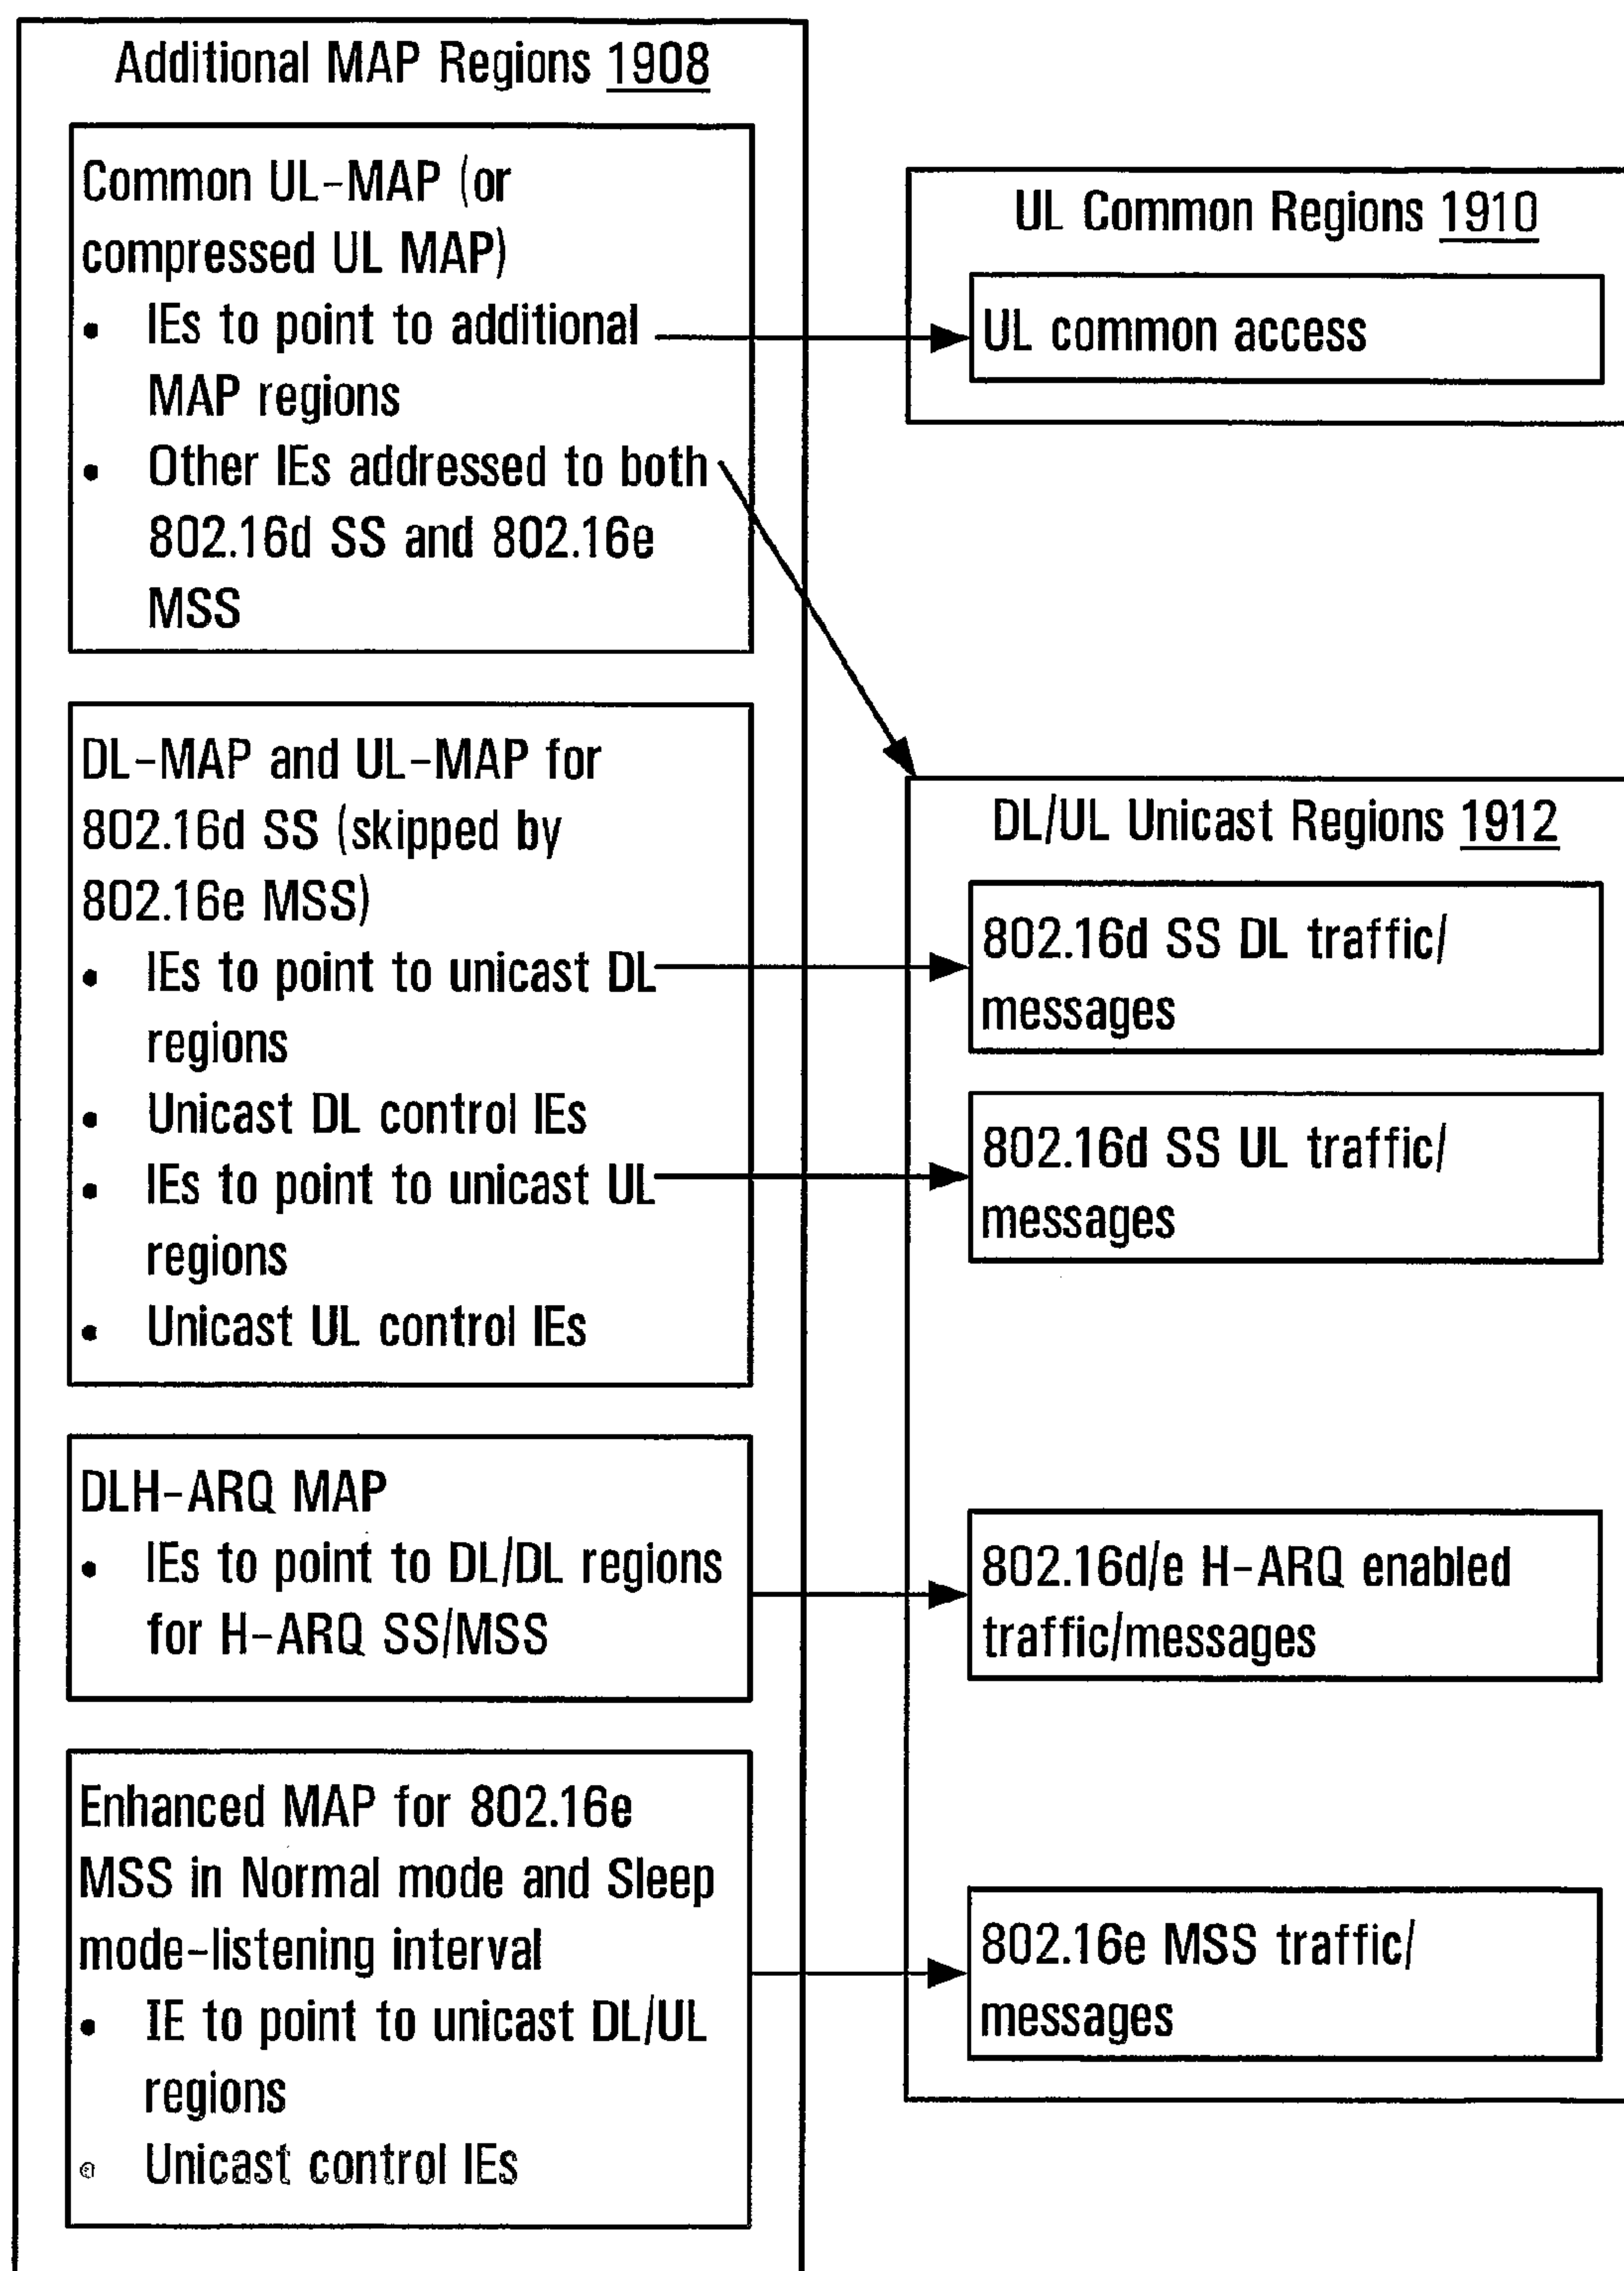 Additional MAP Regions 1908
Common UL-MAP (or
compressed UL MAP)
• IEs to point to additional
MAP regions
• Other IEs addressed to both
802.16d SS and 802.16e
MSS
DL-MAP and UL-MAP for
802.16d SS (skipped by
802.16e MSS)
• IEs to point to unicast DL
regions
• Unicast DL control IEs
• IEs to point to unicast UL
regions
• Unicast UL control IEs
DLH-ARQ MAP
• IEs to point to DL/DL regions
for H-ARQ SS/MSS
Enhanced MAP for 802.16e
MSS in Normal mode and Sleep
mode-listening interval
• IE to point to unicast DL/UL
regions
• Unicast control IEs
UL Common Regions 1910
UL common access
DL/UL Unicast Regions 1912
802.16d SS DL traffic/
messages
802.16d SS UL traffic/
messages
802.16d/e H-ARQ enabled
traffic/messages
802.16e MSS traffic/
messages